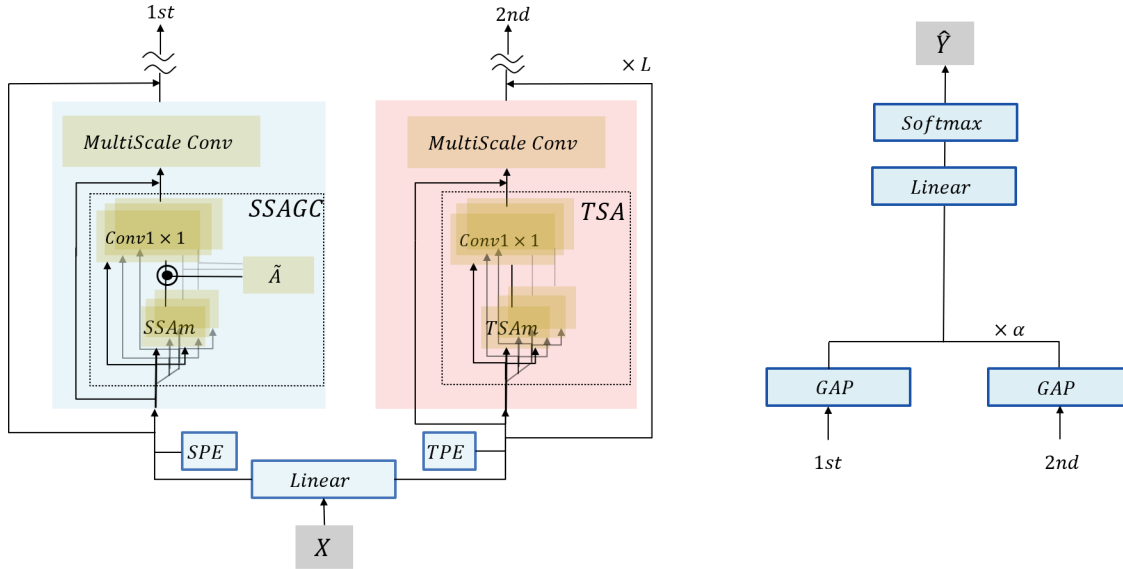 1st
2nd
× L
MultiScale Conv
MultiScale Conv
SSAGC
TSA
Conv1 × 1
Conv1 × 1
Ã
SSAm
TSAm
SPE
TPE
Linear
X
Ŷ
Softmax
Linear
× α
GAP
GAP
1st
2nd